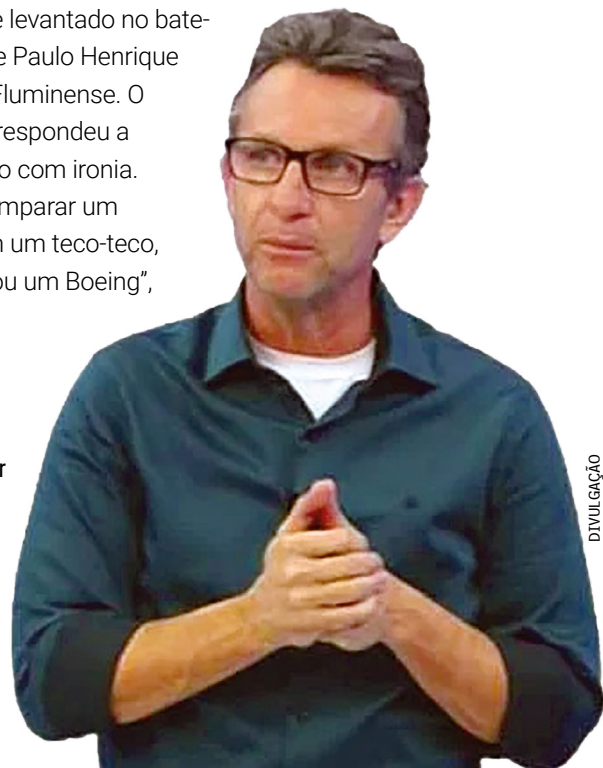 e levantado no bate-
e Paulo Henrique
Fluminense. O
respondeu a
o com ironia.
mparar um
um teco-teco,
ou um Boeing”,
r
DIVULGAÇÃO